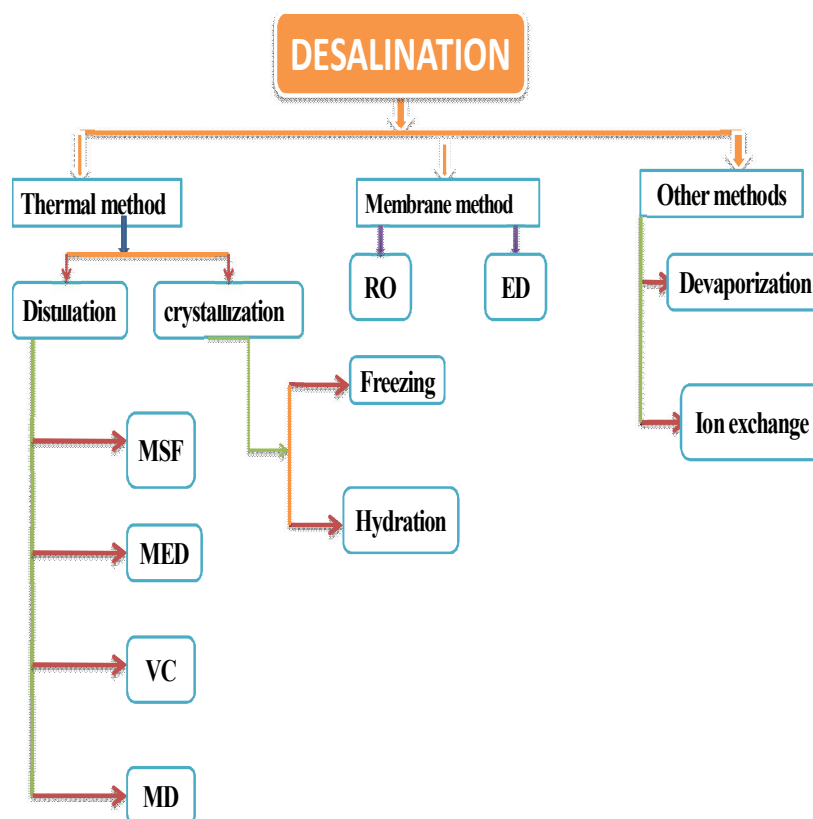 DESALINATION
Thermal method
Membrane method
Other methods
Distillation
crystallization
RO
ED
Devaporization
Freezing
Ion exchange
MSF
Hydration
MED
VC
MD